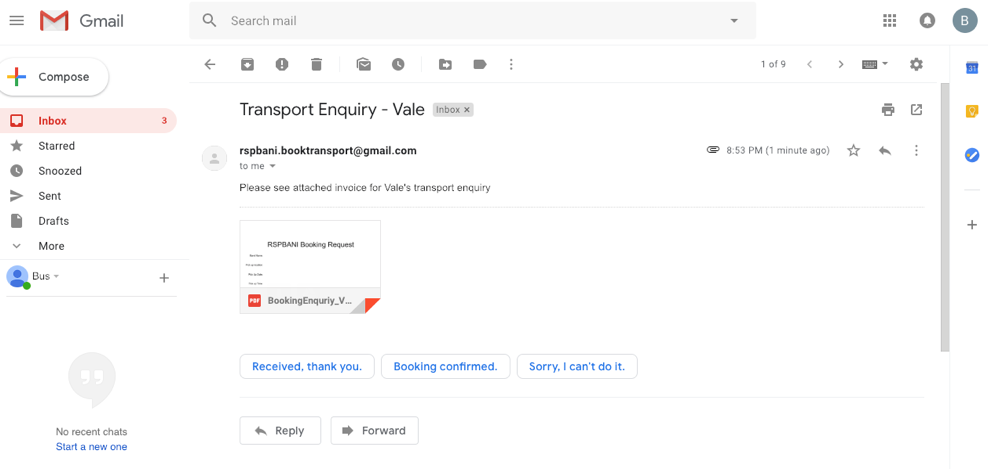 Gmail
Search mail
B
Compose
1 of 9
31
Inbox 3
Starred
Snoozed
Sent
Drafts
More
Bus
Transport Enquiry - Vale Inbox x
rspbani.booktransport@gmail.com
8:53 PM (1 minute ago)
to me
Please see attached invoice for Vale's transport enquiry
RSPBANI Booking Request
PDF BookingEnquriy_V...
Received, thank you. Booking confirmed. Sorry, I can't do it.
Reply Forward
No recent chats
Start a new one